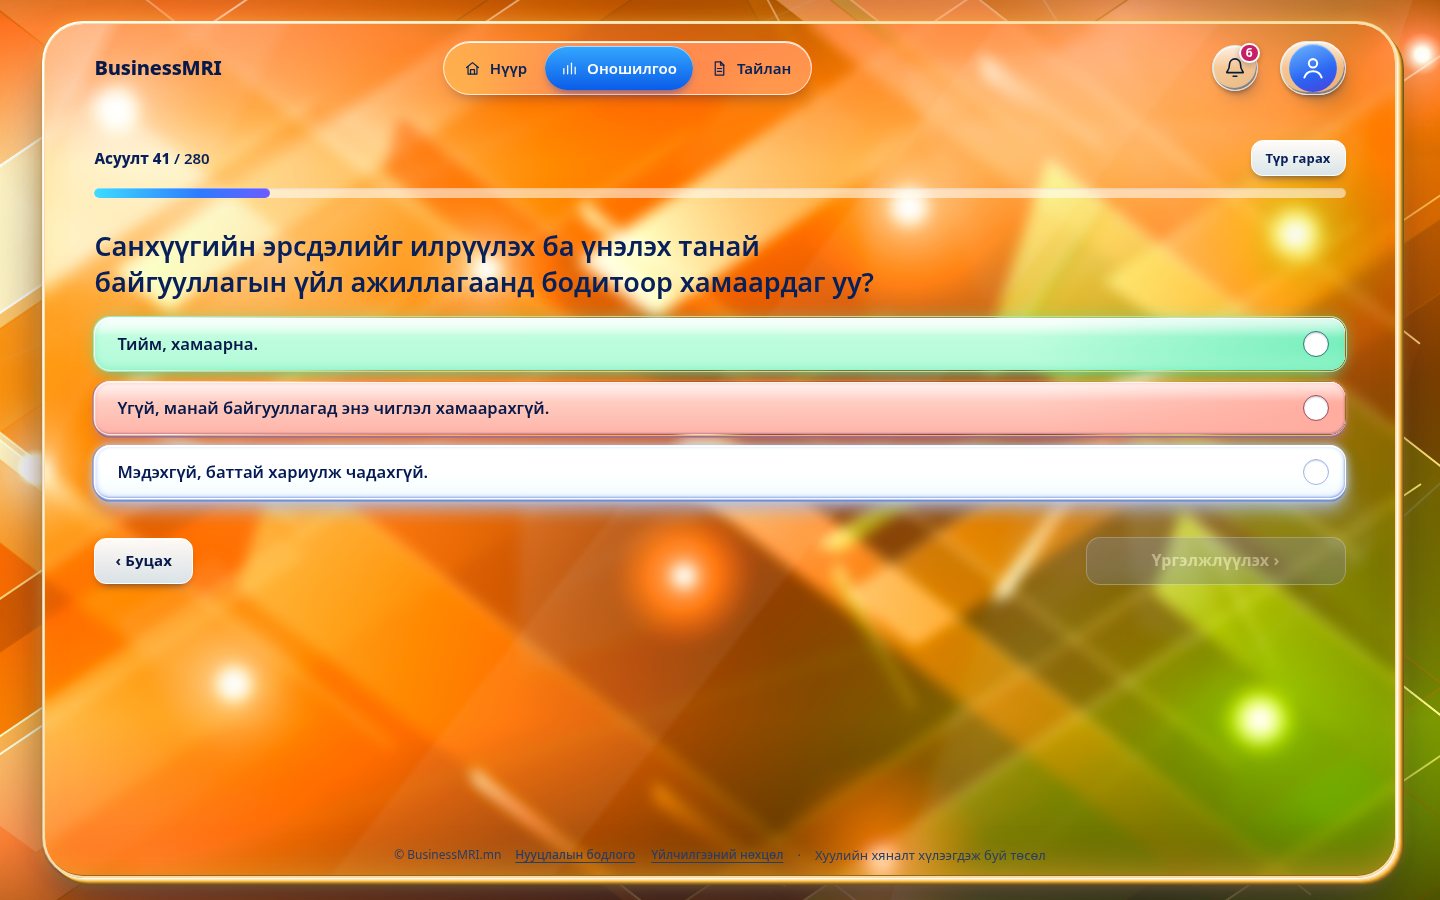 BusinessMRI
Нүүр
Оношилгоо
Тайлан
6
Асуулт 41 / 280
Түр гарах
Санхүүгийн эрсдэлийг илрүүлэх ба үнэлэх танай
байгууллагын үйл ажиллагаанд бодитоор хамаардаг уу?
Тийм, хамаарна.
Үгүй, манай байгууллагад энэ чиглэл хамаарахгүй.
Мэдэхгүй, баттай хариулж чадахгүй.
‹ Буцах
Үргэлжлүүлэх ›
© BusinessMRI.mn Нууцлалын бодлого Үйлчилгээний нөхцөл · Хуулийн хяналт хүлээгдэж буй төсөл